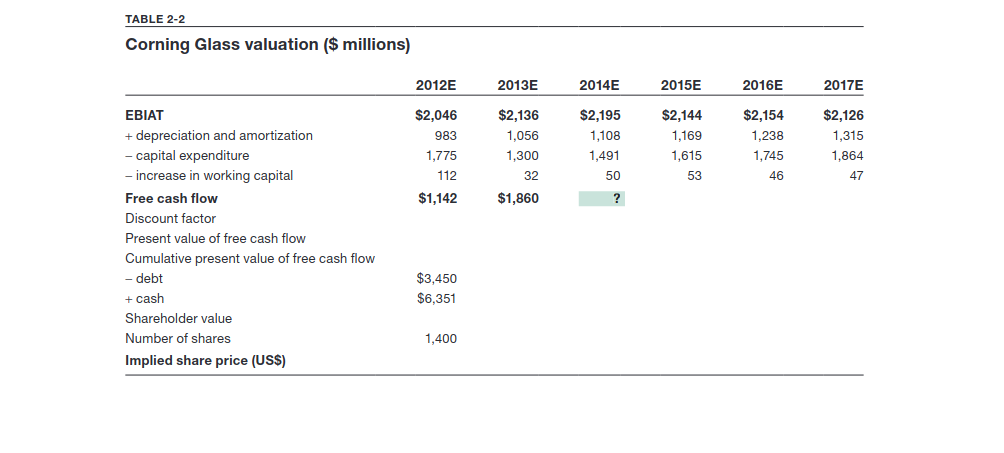 TABLE 2-2
Corning Glass valuation ($ millions)
2012E 2013E 2014E 2015E 2016E 2017E
EBIAT $2,046 $2,136 $2,195 $2,144 $2,154 $2,126
+ depreciation and amortization 983 1,056 1,108 1,169 1,238 1,315
– capital expenditure 1,775 1,300 1,491 1,615 1,745 1,864
– increase in working capital 112 32 50 53 46 47
Free cash flow $1,142 $1,860 ?
Discount factor
Present value of free cash flow
Cumulative present value of free cash flow
– debt $3,450
+ cash $6,351
Shareholder value
Number of shares 1,400
Implied share price (US$)